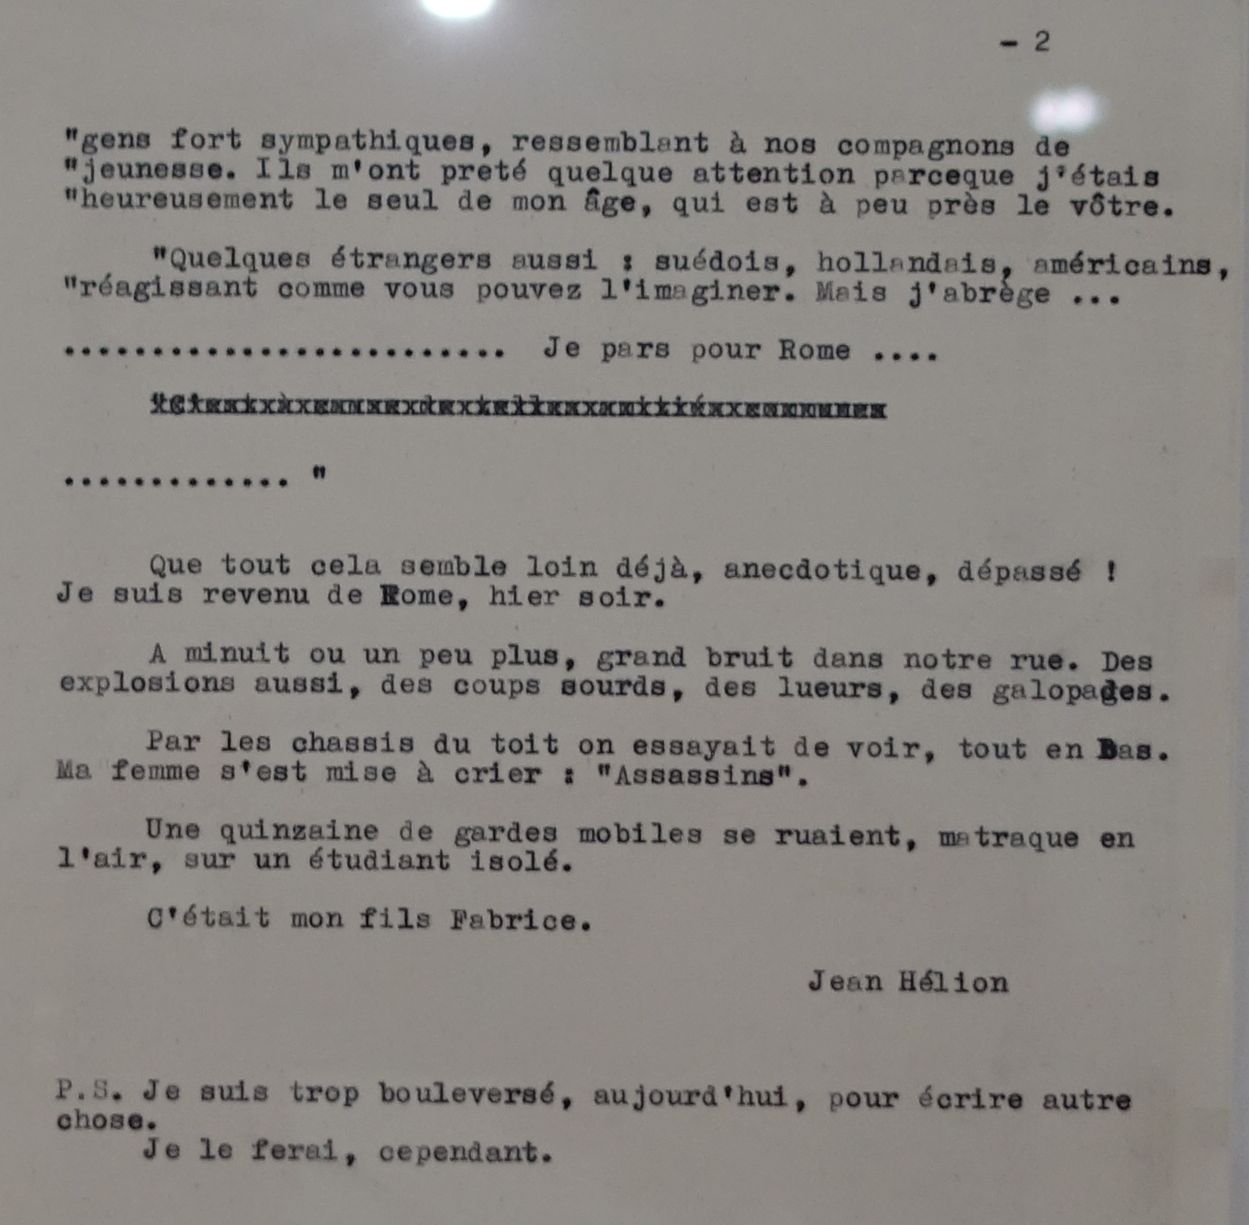 - 2
"gens fort sympathiques, ressemblant à nos compagnons de
"jeunesse. Ils m'ont preté quelque attention parceque j'étais
"heureusement le seul de mon âge, qui est à peu près le vôtre.
"Quelques étrangers aussi : suédois, hollandais, américains,
"réagissant comme vous pouvez l'imaginer. Mais j'abrège ...
......................... Je pars pour Rome ....
............. "
Que tout cela semble loin déjà, anecdotique, dépassé !
Je suis revenu de Rome, hier soir.
A minuit ou un peu plus, grand bruit dans notre rue. Des
explosions aussi, des coups sourds, des lueurs, des galopades.
Par les chassis du toit on essayait de voir, tout en Bas.
Ma femme s'est mise à crier : "Assassins".
Une quinzaine de gardes mobiles se ruaient, matraque en
l'air, sur un étudiant isolé.
C'était mon fils Fabrice.
Jean Hélion
P.S. Je suis trop bouleversé, aujourd'hui, pour écrire autre
chose.
Je le ferai, cependant.